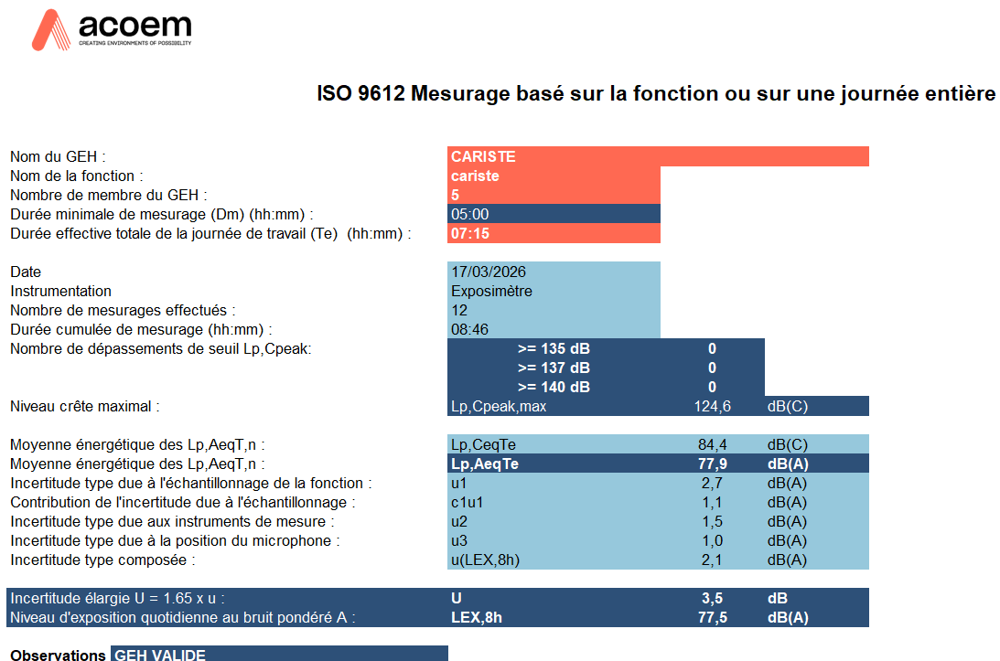 acoem
CREATING ENVIRONMENTS OF POSSIBILITY
ISO 9612 Mesurage basé sur la fonction ou sur une journée entière
Nom du GEH : CARISTE
Nom de la fonction : cariste
Nombre de membre du GEH : 5
Durée minimale de mesurage (Dm) (hh:mm) : 05:00
Durée effective totale de la journée de travail (Te) (hh:mm) : 07:15
Date 17/03/2026
Instrumentation Exposimètre
Nombre de mesurages effectués : 12
Durée cumulée de mesurage (hh:mm) : 08:46
Nombre de dépassements de seuil Lp,Cpeak: >= 135 dB 0
>= 137 dB 0
>= 140 dB 0
Niveau crête maximal : Lp,Cpeak,max 124,6 dB(C)
Moyenne énergétique des Lp,AeqT,n : Lp,CeqTe 84,4 dB(C)
Moyenne énergétique des Lp,AeqT,n : Lp,AeqTe 77,9 dB(A)
Incertitude type due à l'échantillonnage de la fonction : u1 2,7 dB(A)
Contribution de l'incertitude due à l'échantillonnage : c1u1 1,1 dB(A)
Incertitude type due aux instruments de mesure : u2 1,5 dB(A)
Incertitude type due à la position du microphone : u3 1,0 dB(A)
Incertitude type composée : u(LEX,8h) 2,1 dB(A)
Incertitude élargie U = 1.65 x u : U 3,5 dB
Niveau d'exposition quotidienne au bruit pondéré A : LEX,8h 77,5 dB(A)
Observations GEH VALIDE